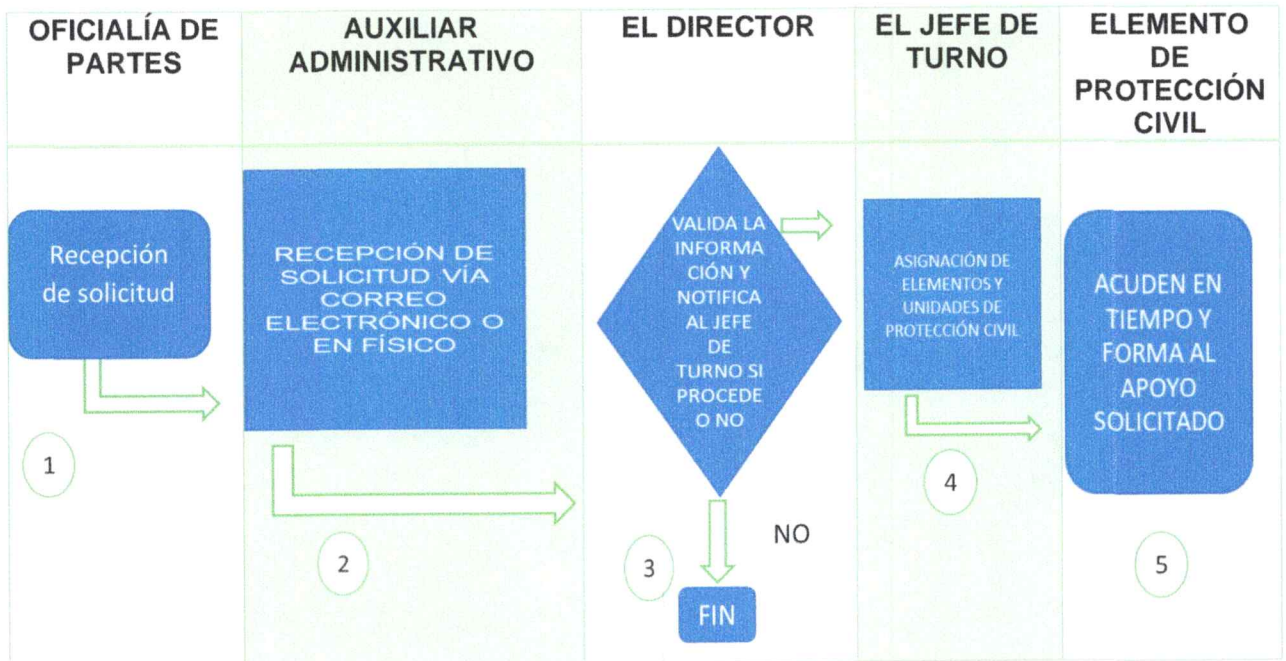 OFICIALÍA DE
PARTES
AUXILIAR
ADMINISTRATIVO
EL DIRECTOR
EL JEFE DE
TURNO
ELEMENTO
DE
PROTECCIÓN
CIVIL
Recepción
de solicitud
1
RECEPCIÓN DE
SOLICITUD VÍA
CORREO
ELECTRÓNICO O
EN FÍSICO
2
VALIDA LA
INFORMA
CIÓN Y
NOTIFICA
AL JEFE
DE
TURNO SI
PROCEDE
O NO
NO
3
FIN
ASIGNACIÓN DE
ELEMENTOS Y
UNIDADES DE
PROTECCIÓN CIVIL
4
ACUDEN EN
TIEMPO Y
FORMA AL
APOYO
SOLICITADO
5